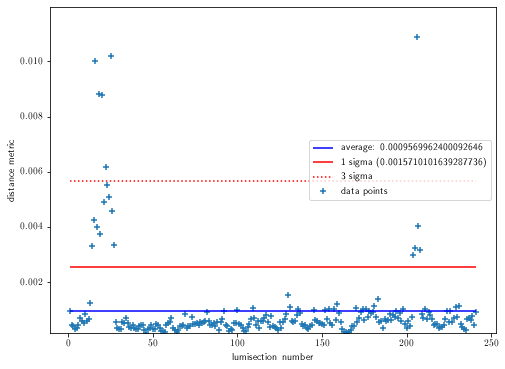 0.010
0.008
0.006
0.004
0.002
distance metric
average: 0.0009569962400092646
1 sigma (0.0015710101639287736)
3 sigma
data points
0 50 100 150 200 250
lumisection number